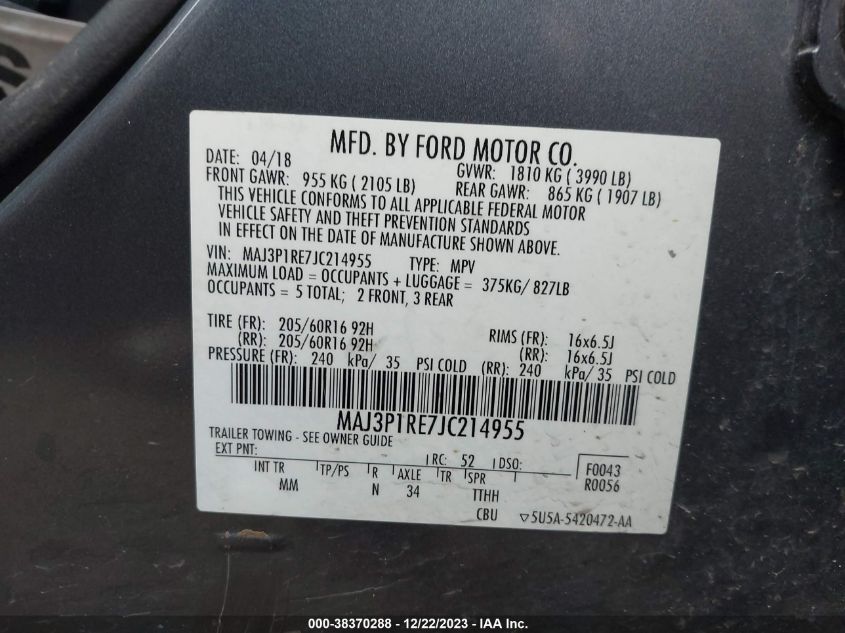 MFD. BY FORD MOTOR CO.
DATE: 04/18 GVWR: 1810 KG ( 3990 LB)
FRONT GAWR: 955 KG ( 2105 LB) REAR GAWR: 865 KG ( 1907 LB)
THIS VEHICLE CONFORMS TO ALL APPLICABLE FEDERAL MOTOR
VEHICLE SAFETY AND THEFT PREVENTION STANDARDS
IN EFFECT ON THE DATE OF MANUFACTURE SHOWN ABOVE.
VIN: MAJ3P1RE7JC214955 TYPE: MPV
MAXIMUM LOAD = OCCUPANTS + LUGGAGE = 375KG/ 827LB
OCCUPANTS = 5 TOTAL; 2 FRONT, 3 REAR
TIRE (FR): 205/60R16 92H RIMS (FR): 16x6.5J
(RR): 205/60R16 92H (RR): 16x6.5J
PRESSURE (FR): 240 kPa/ 35 PSI COLD (RR): 240 kPa/ 35 PSI COLD
MAJ3P1RE7JC214955
TRAILER TOWING - SEE OWNER GUIDE
EXT PNT: RC: 52 DSO: F0043
INT TR TP/PS R AXLE TR SPR R0056
MM N 34 TTHH
CBU ▽5U5A-5420472-AA
000-38370288 - 12/22/2023 - IAA Inc.